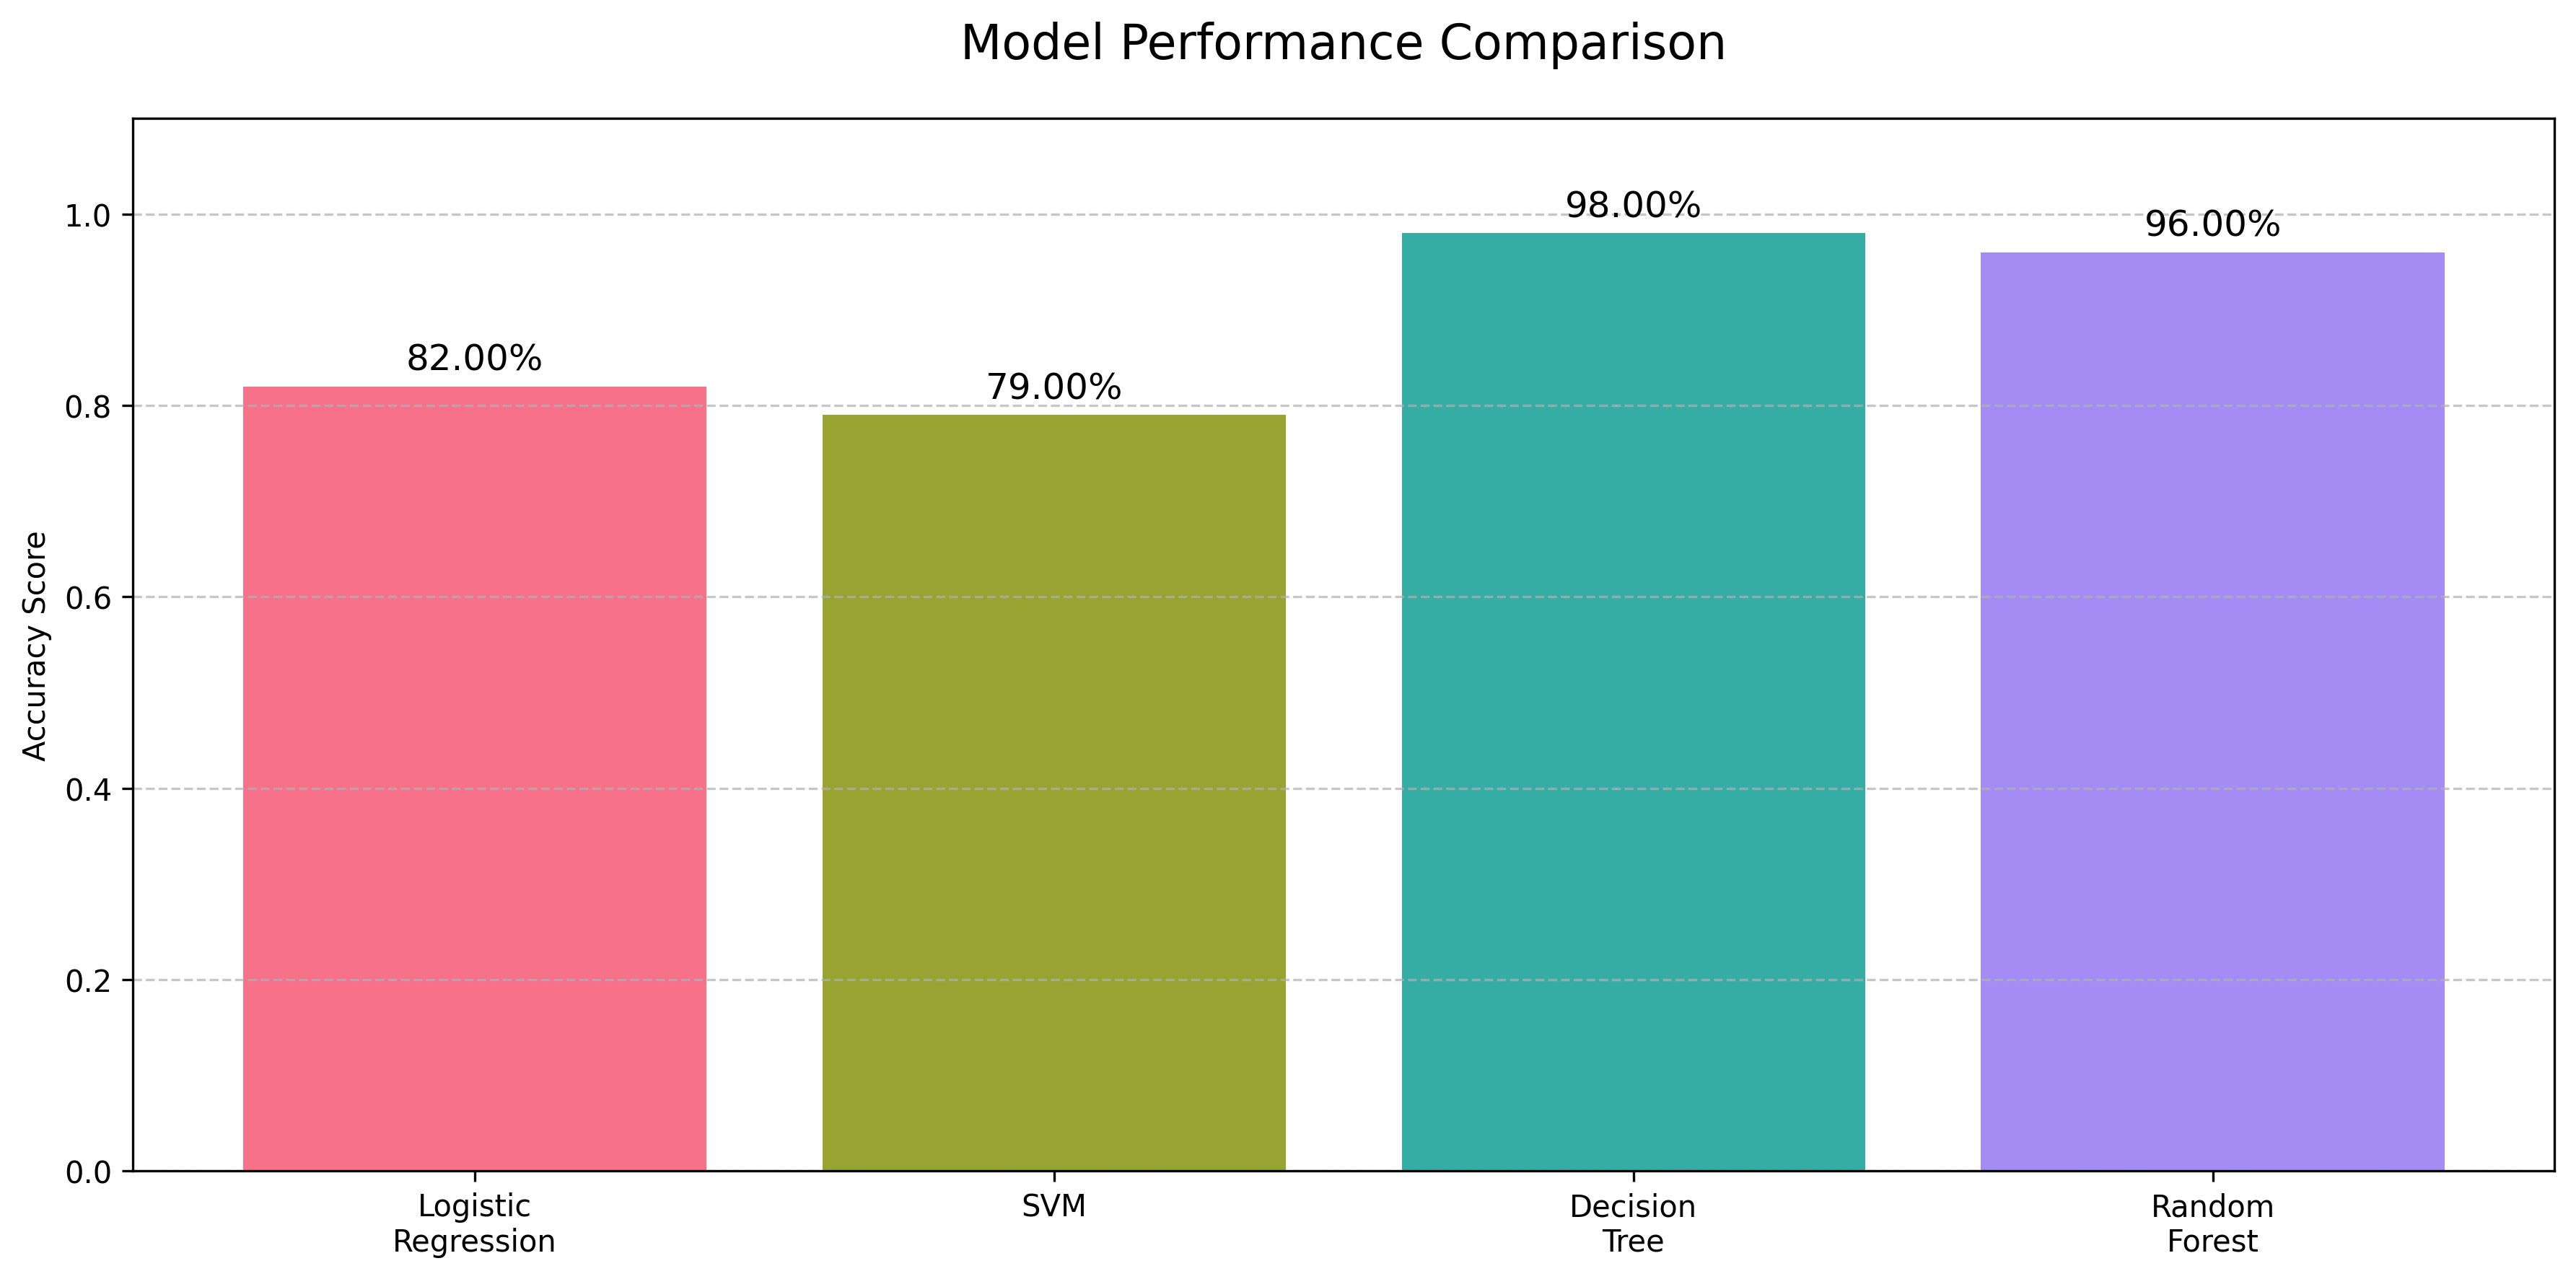 Model Performance Comparison
Accuracy Score
1.0
0.8
0.6
0.4
0.2
0.0
82.00%
79.00%
98.00%
96.00%
Logistic
Regression
SVM
Decision
Tree
Random
Forest